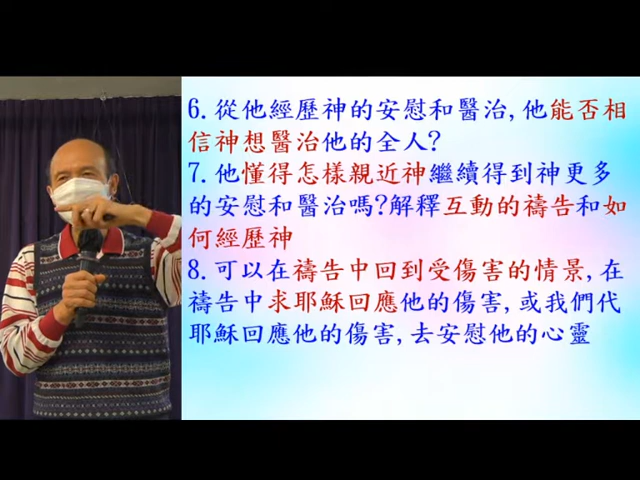 6.從他經歷神的安慰和醫治,他能否相
信神想醫治他的全人?
7.他懂得怎樣親近神繼續得到神更多
的安慰和醫治嗎?解釋互動的禱告和如
何經歷神
8.可以在禱告中回到受傷害的情景,在
禱告中求耶穌回應他的傷害,或我們代
耶穌回應他的傷害,去安慰他的心靈